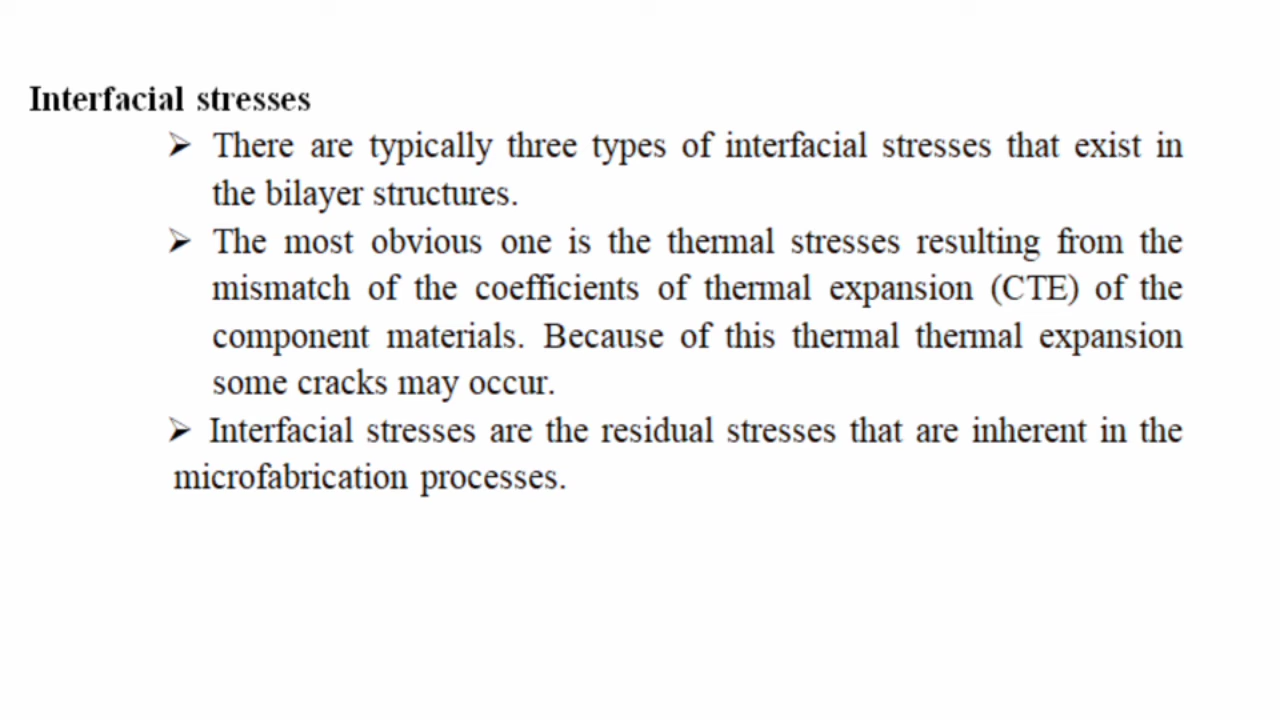 Interfacial stresses
➢ There are typically three types of interfacial stresses that exist in
the bilayer structures.
➢ The most obvious one is the thermal stresses resulting from the
mismatch of the coefficients of thermal expansion (CTE) of the
component materials. Because of this thermal thermal expansion
some cracks may occur.
➢ Interfacial stresses are the residual stresses that are inherent in the
microfabrication processes.